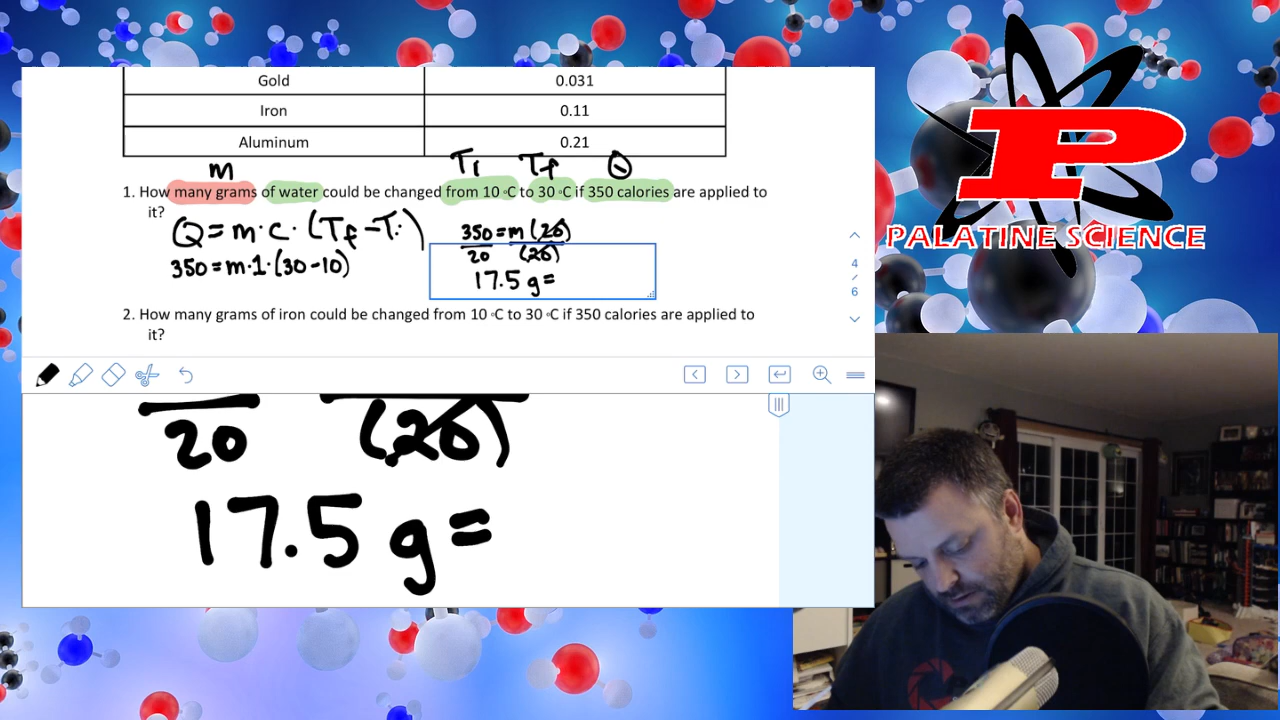 Gold 0.031
Iron 0.11
Aluminum 0.21
m Ti Tf Q
1. How many grams of water could be changed from 10 °C to 30 °C if 350 calories are applied to
it?
Q=m·c·(Tf-Ti)
350=m·1·(30-10)
350=m(20)
20 (20)
17.5 g=
2. How many grams of iron could be changed from 10 °C to 30 °C if 350 calories are applied to
it?
4
/
6
20 (20)
17.5 g=
P
PALATINE SCIENCE